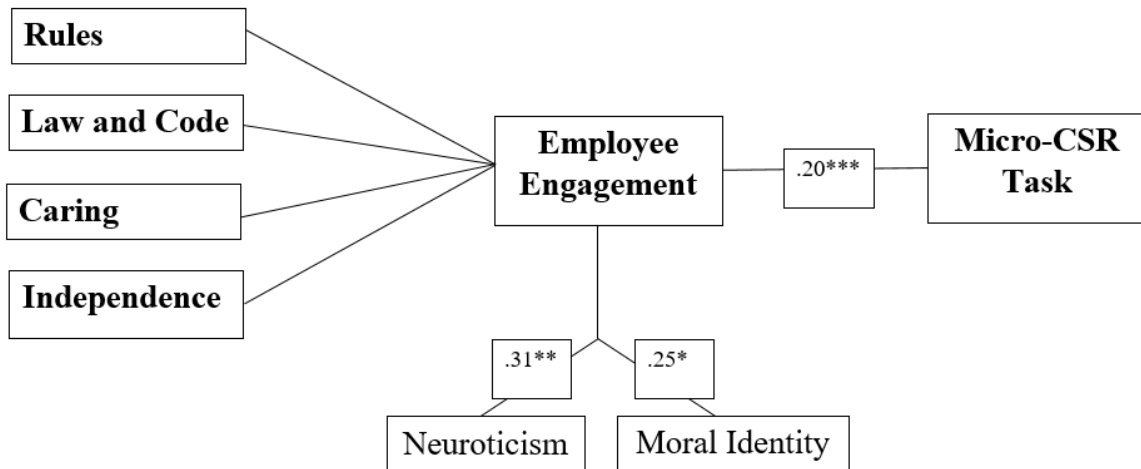 Rules
Law and Code
Caring
Independence
Employee
Engagement
.20***
Micro-CSR
Task
.31**
.25*
Neuroticism
Moral Identity